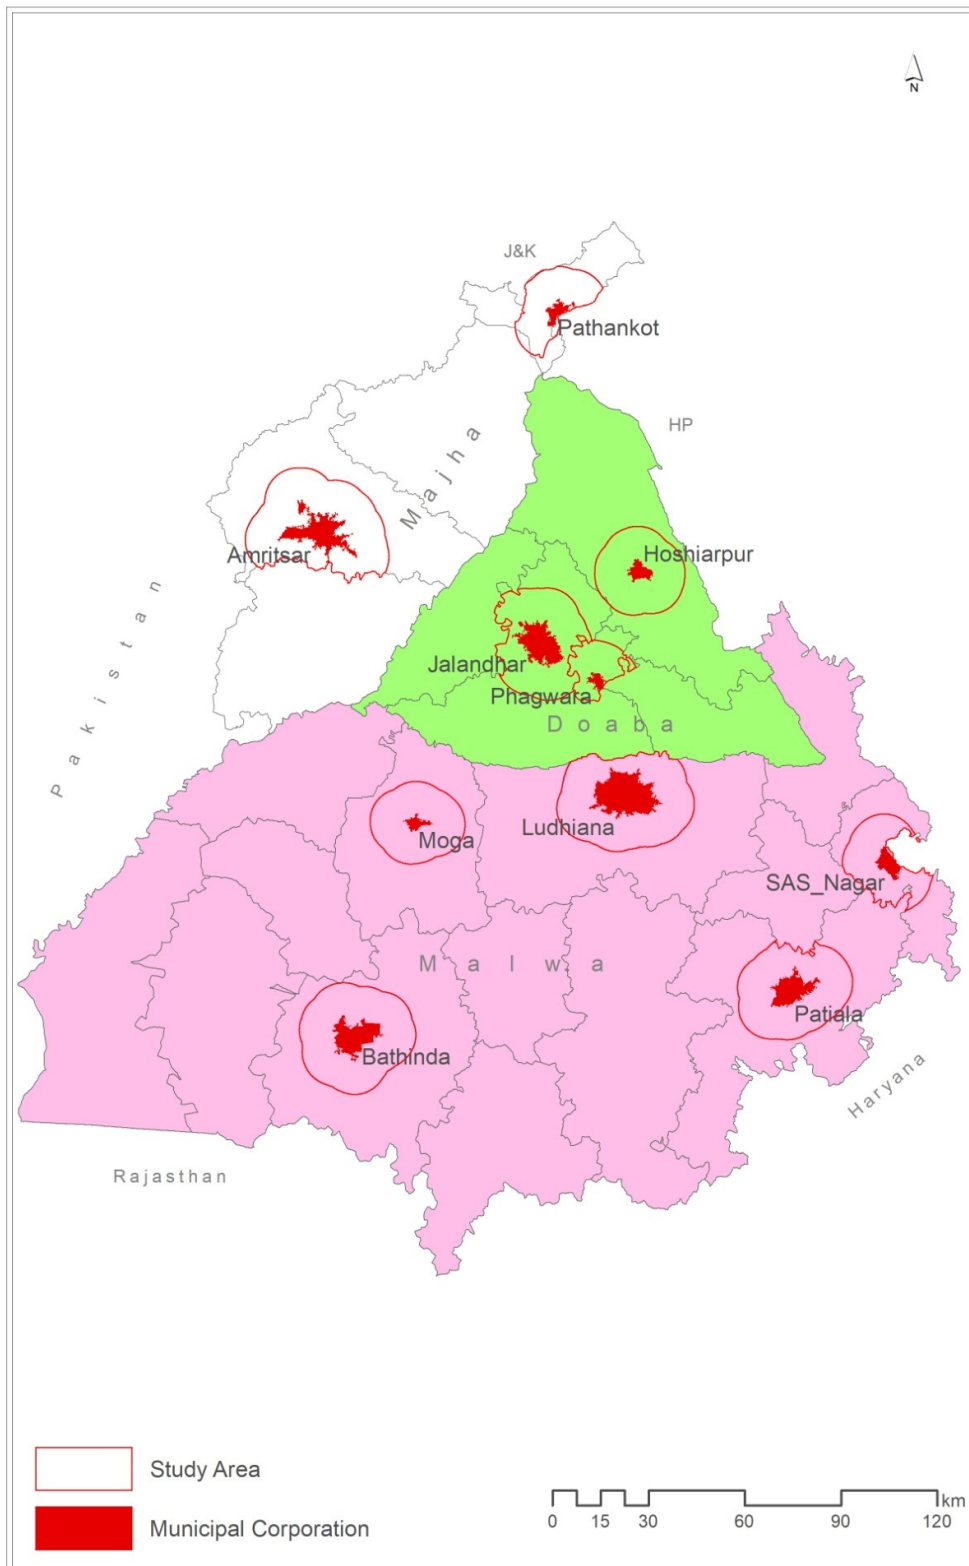 N
J&K
Pathankot
HP
Majha
Amritsar
Hoshiarpur
Pakistan
Jalandhar
Phagwara
Doaba
Moga
Ludhiana
SAS_Nagar
Malwa
Patiala
Bathinda
Haryana
Rajasthan
Study Area
Municipal Corporation
km
0 15 30 60 90 120